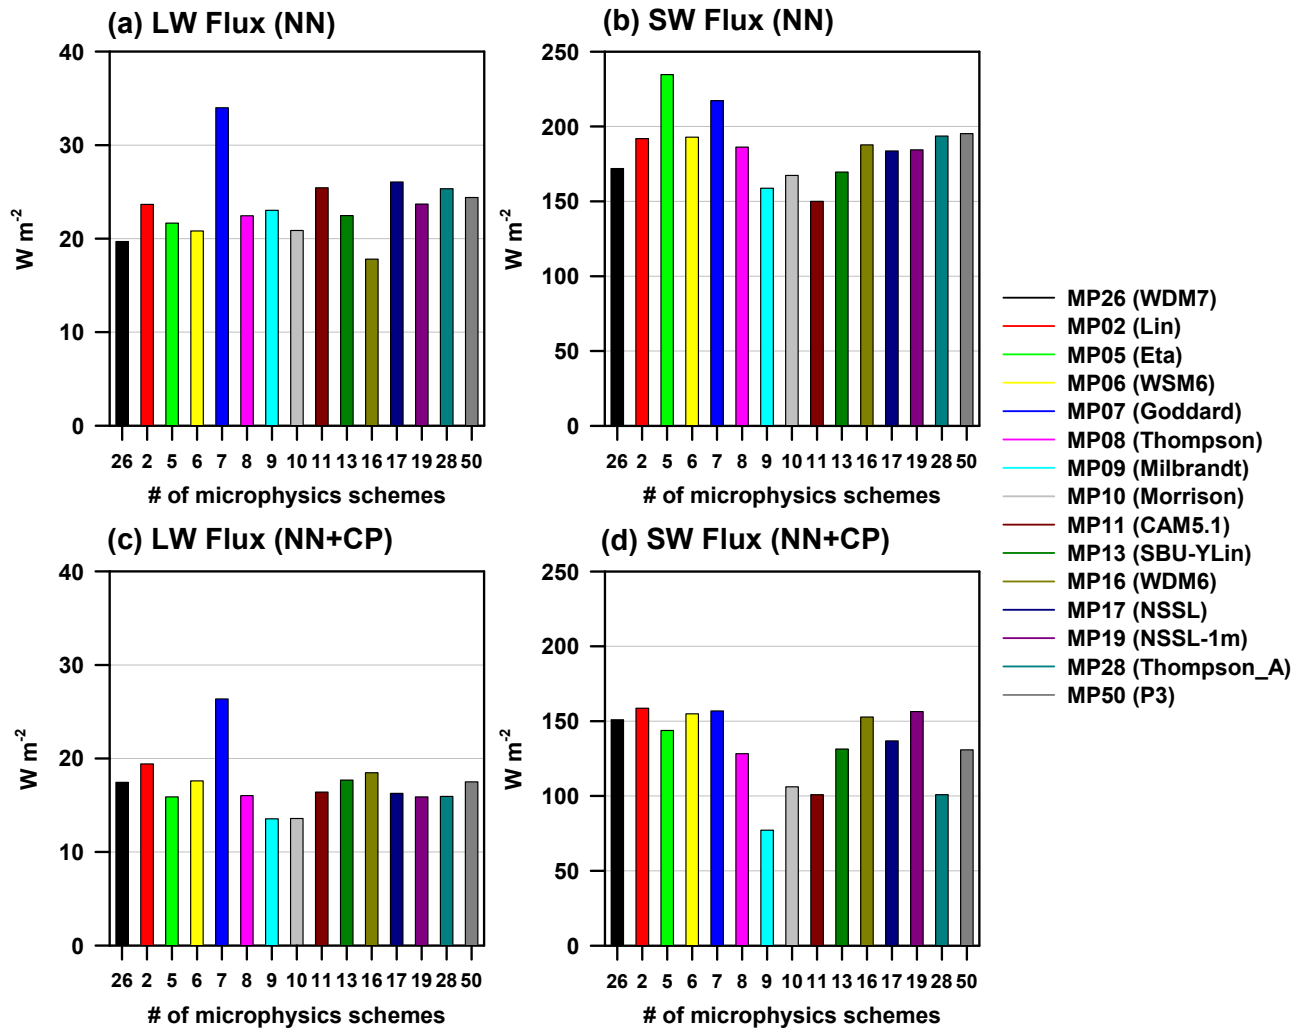 (a) LW Flux (NN)
40
30
20
10
0
W m-2
26 2 5 6 7 8 9 10 11 13 16 17 19 28 50
# of microphysics schemes
(b) SW Flux (NN)
250
200
150
100
50
0
W m-2
26 2 5 6 7 8 9 10 11 13 16 17 19 28 50
# of microphysics schemes
(c) LW Flux (NN+CP)
40
30
20
10
0
W m-2
26 2 5 6 7 8 9 10 11 13 16 17 19 28 50
# of microphysics schemes
(d) SW Flux (NN+CP)
250
200
150
100
50
0
W m-2
26 2 5 6 7 8 9 10 11 13 16 17 19 28 50
# of microphysics schemes
MP26 (WDM7)
MP02 (Lin)
MP05 (Eta)
MP06 (WSM6)
MP07 (Goddard)
MP08 (Thompson)
MP09 (Milbrandt)
MP10 (Morrison)
MP11 (CAM5.1)
MP13 (SBU-YLin)
MP16 (WDM6)
MP17 (NSSL)
MP19 (NSSL-1m)
MP28 (Thompson_A)
MP50 (P3)